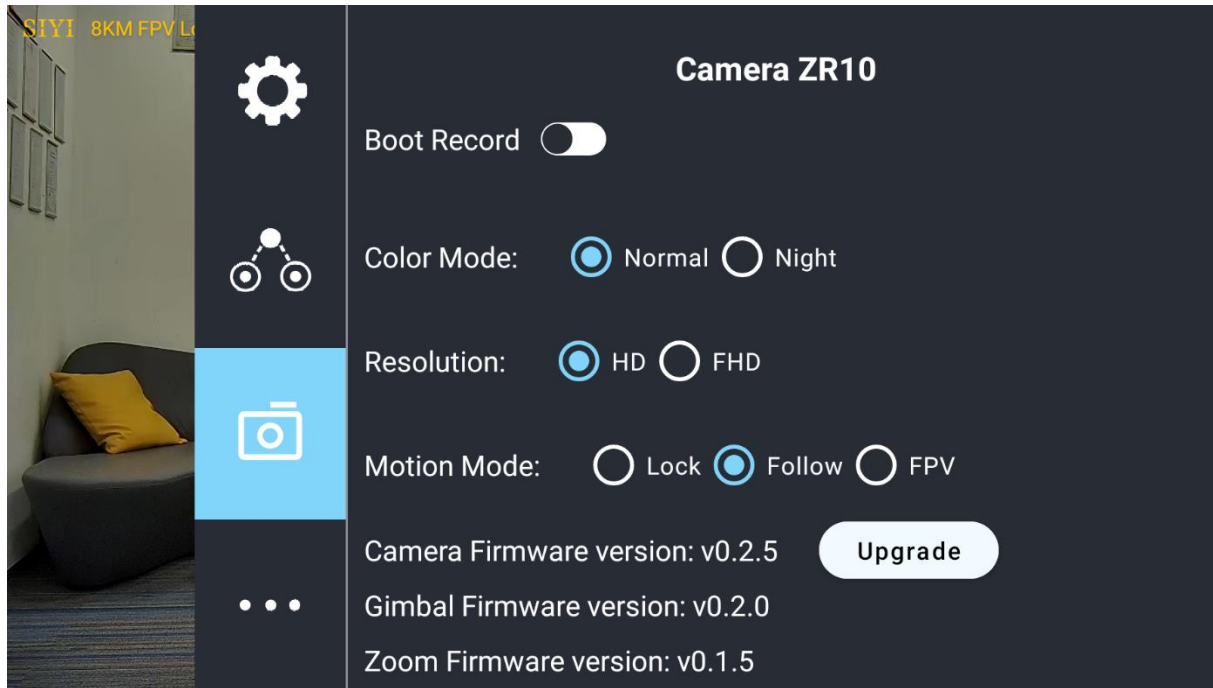 SIYI 8KM FPV
Camera ZR10
Boot Record
Color Mode: Normal Night
Resolution: HD FHD
Motion Mode: Lock Follow FPV
Camera Firmware version: v0.2.5 Upgrade
Gimbal Firmware version: v0.2.0
Zoom Firmware version: v0.1.5